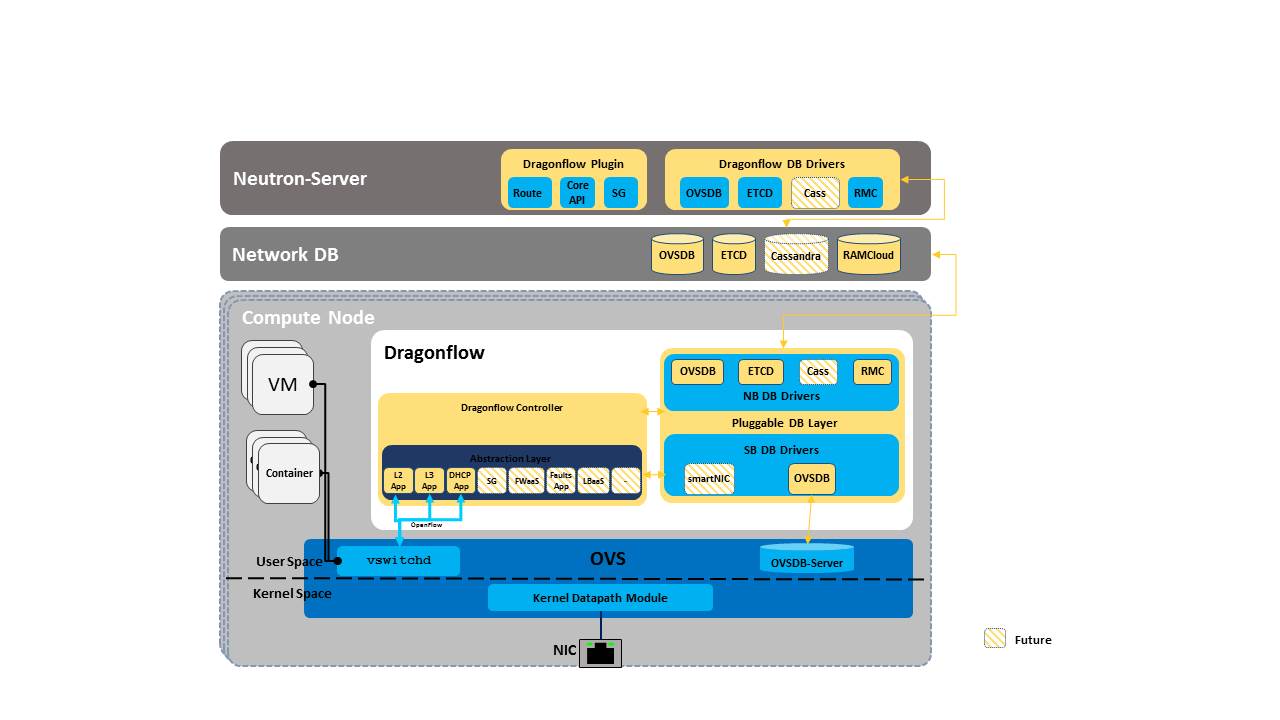 Dragonflow Plugin
Dragonflow DB Drivers
Neutron-Server
Route
Core
API
SG
OVSDB
ETCD
Cass
RMC
Network DB
OVSDB
ETCD
Cassandra
RAMCloud
Compute Node
Dragonflow
VM
OVSDB
ETCD
Cass
RMC
NB DB Drivers
Dragonflow Controller
Pluggable DB Layer
Container
Abstraction Layer
SB DB Drivers
L2
App
L3
App
DHCP
App
SG
FWaaS
Faults
App
LBaaS
..
smartNIC
OVSDB
OpenFlow
User Space
vswitchd
OVS
OVSDB-Server
Kernel Space
Kernel Datapath Module
NIC
Future